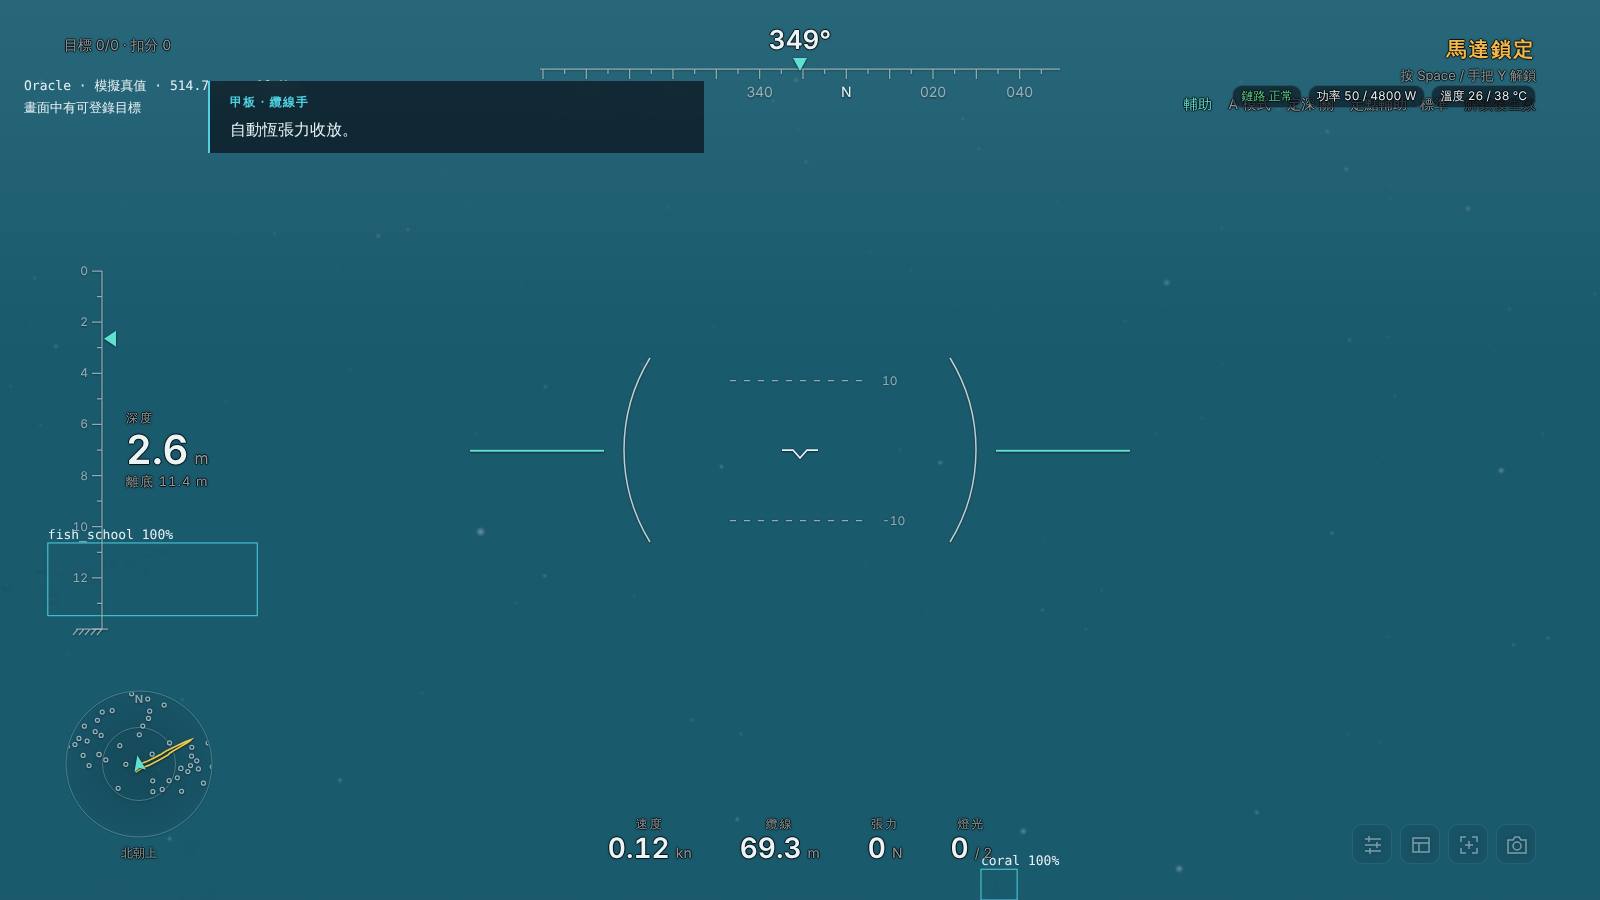 目標 0/0 · 扣分 0
349°
馬達鎖定
按 Space / 手把 Y 解鎖
Oracle · 模擬真值 · 514.7
畫面中有可登錄目標
甲板 · 纜線手
自動恆張力收放。
340 N 020 040
鏈路 正常 功率 50 / 4800 W 溫度 26 / 38 °C
輔助
0
2
4
6
8
10
12
深度
2.6 m
離底 11.4 m
10
-10
fish_school 100%
N
北朝上
速度 纜線 張力 燈光
0.12 kn 69.3 m 0 N 0 / 2
coral 100%